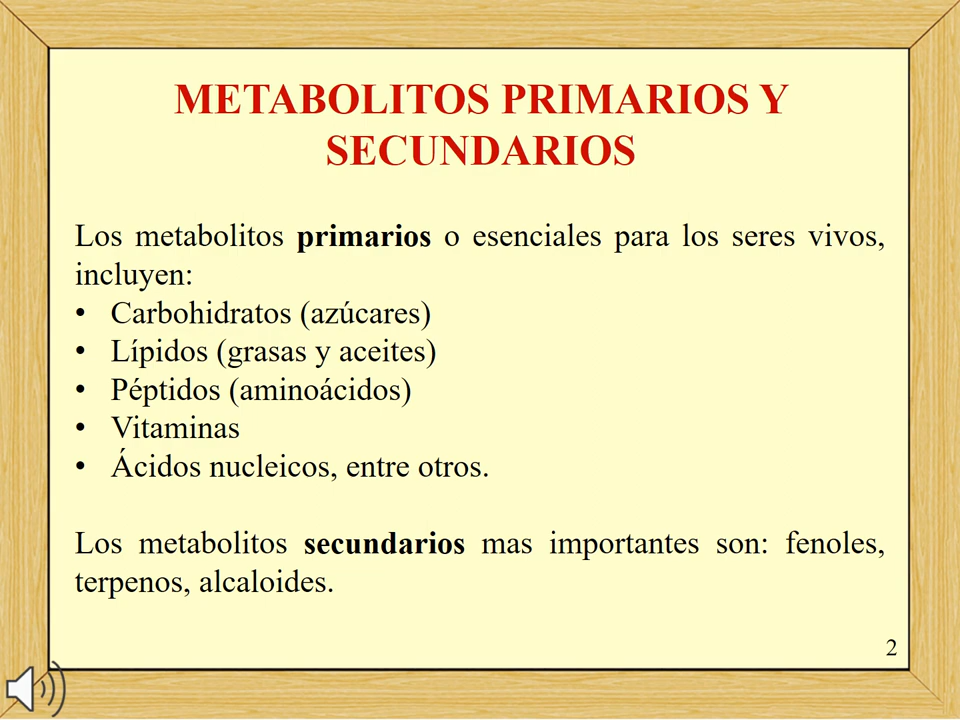 METABOLITOS PRIMARIOS Y
SECUNDARIOS
Los metabolitos primarios o esenciales para los seres vivos,
incluyen:
• Carbohidratos (azúcares)
• Lípidos (grasas y aceites)
• Péptidos (aminoácidos)
• Vitaminas
• Ácidos nucleicos, entre otros.
Los metabolitos secundarios mas importantes son: fenoles,
terpenos, alcaloides.
2